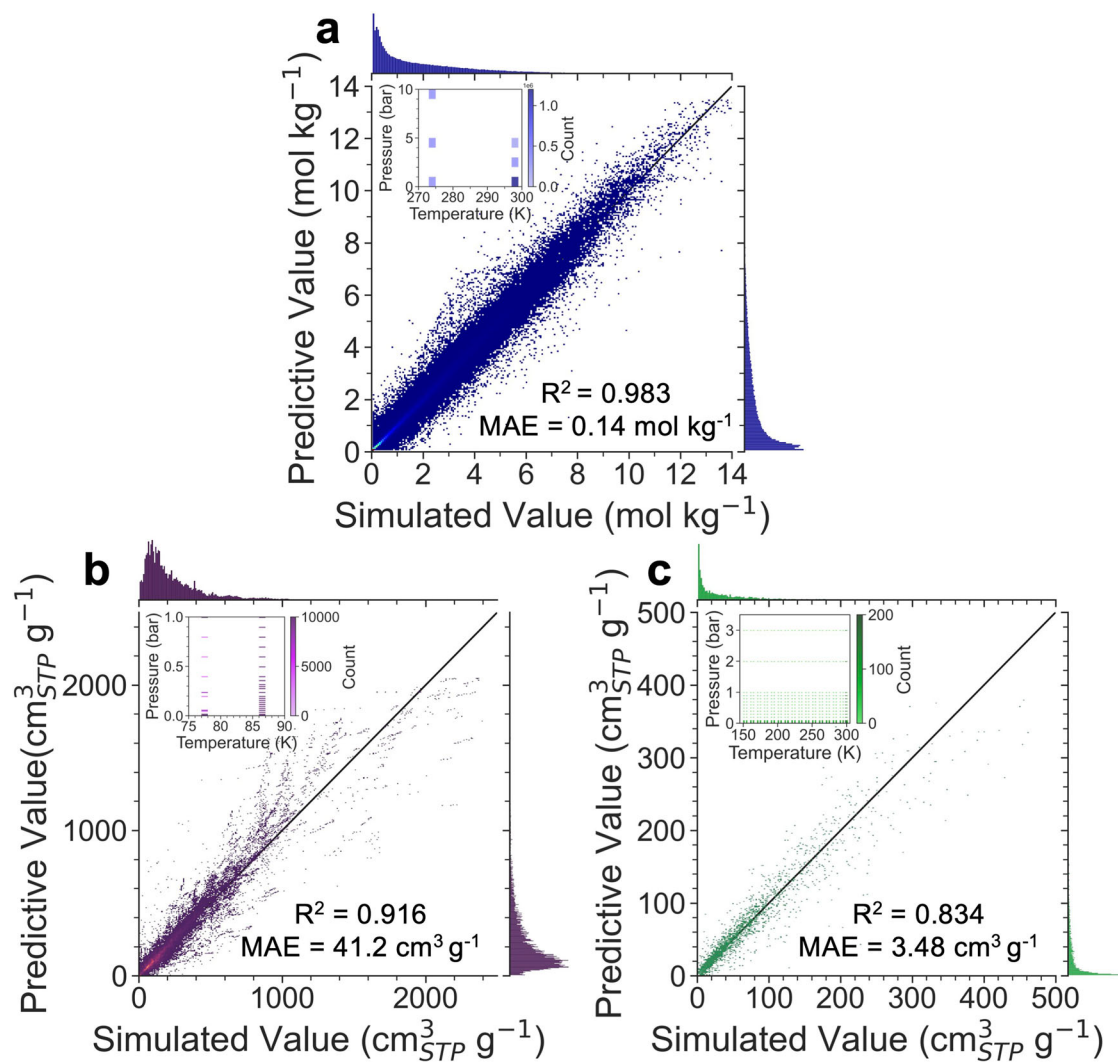 a
Predictive Value (mol kg⁻¹)
14
12
10
8
6
4
2
0
10
5
0
Pressure (bar)
270 280 290 300
Temperature (K)
1e6
1.0
0.5
0.0
Count
R² = 0.983
MAE = 0.14 mol kg⁻¹
0 2 4 6 8 10 12 14
Simulated Value (mol kg⁻¹)
b
Predictive Value(cm³STP g⁻¹)
2000
1000
0
1.0
0.5
0.0
Pressure (bar)
75 80 85 90
Temperature (K)
10000
5000
0
Count
R² = 0.916
MAE = 41.2 cm³ g⁻¹
0 1000 2000
Simulated Value (cm³STP g⁻¹)
c
Predictive Value (cm³STP g⁻¹)
500
400
300
200
100
0
3
2
1
0
Pressure (bar)
150 200 250 300
Temperature (K)
200
100
0
Count
R² = 0.834
MAE = 3.48 cm³ g⁻¹
0 100 200 300 400 500
Simulated Value (cm³STP g⁻¹)